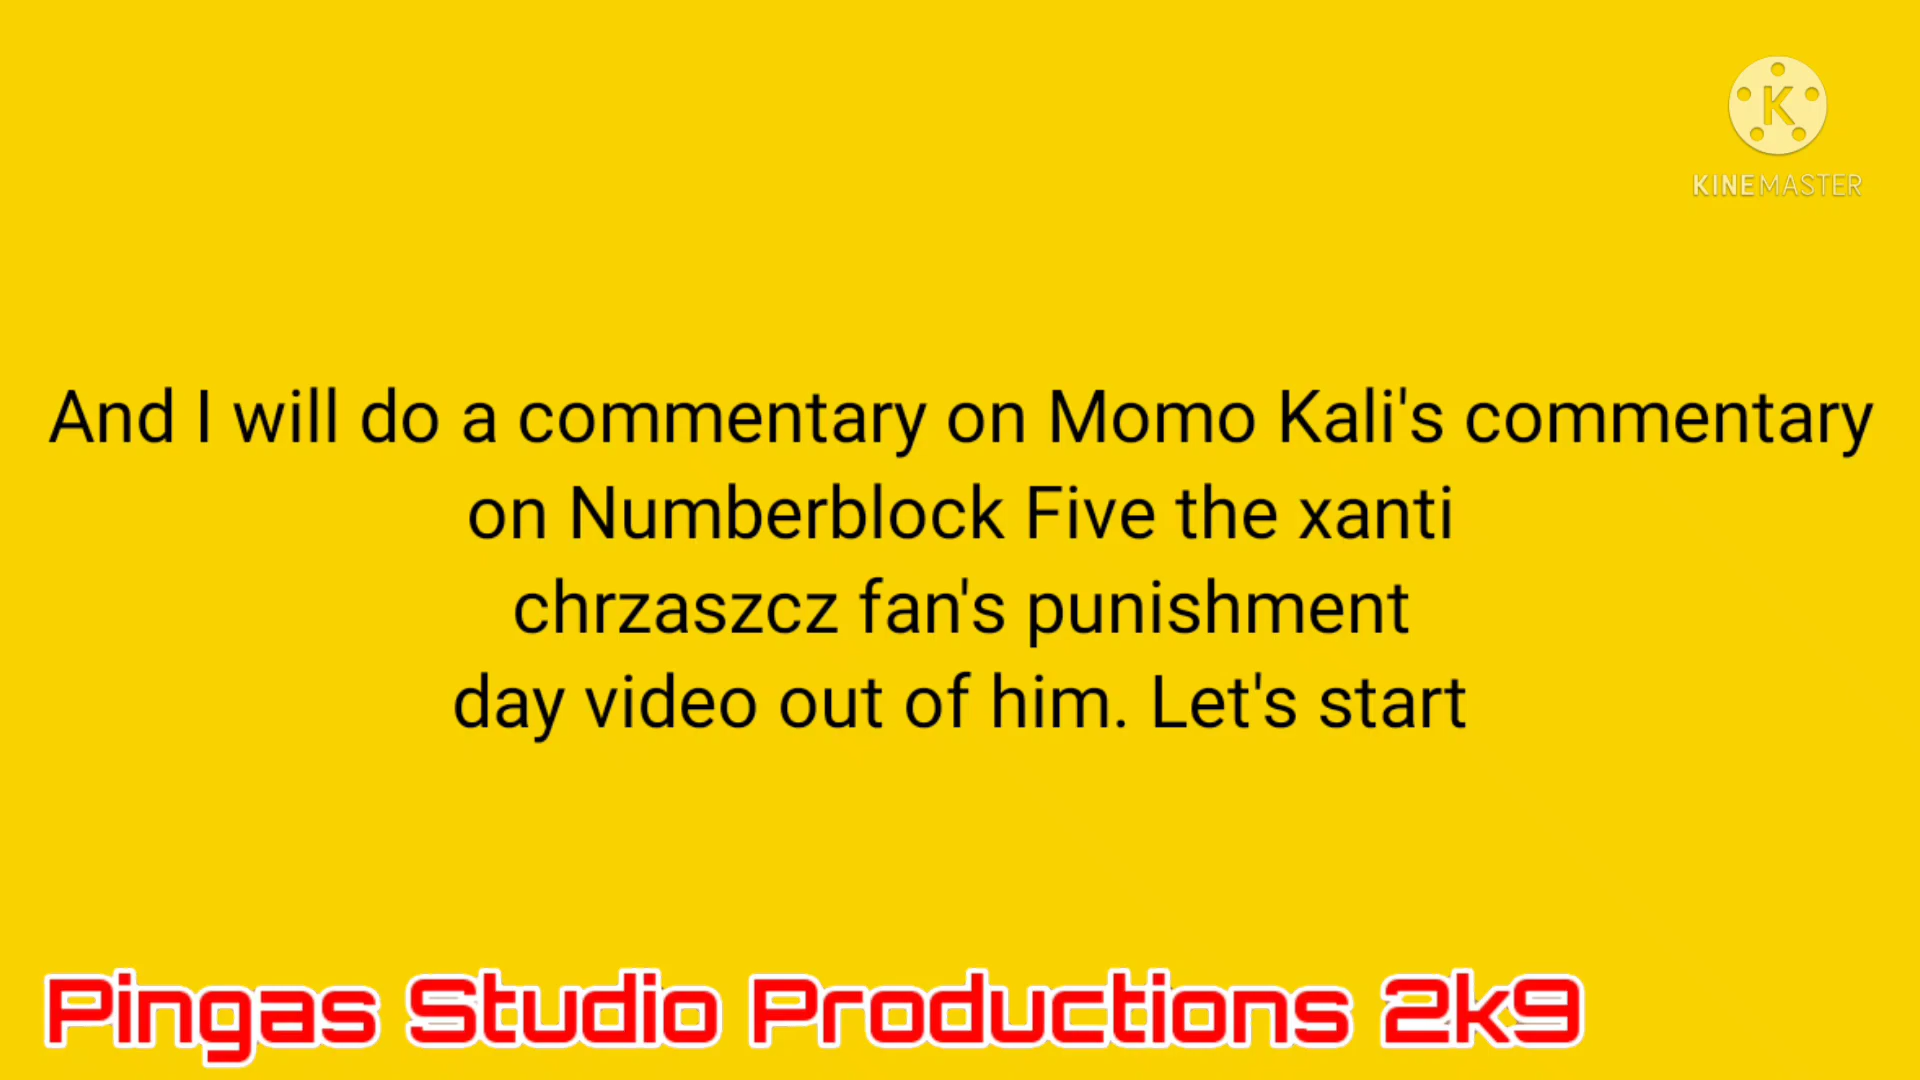 K
KINEMASTER
And I will do a commentary on Momo Kali's commentary
on Numberblock Five the xanti
chrzaszcz fan's punishment
day video out of him. Let's start
Pingas Studio Productions 2k9